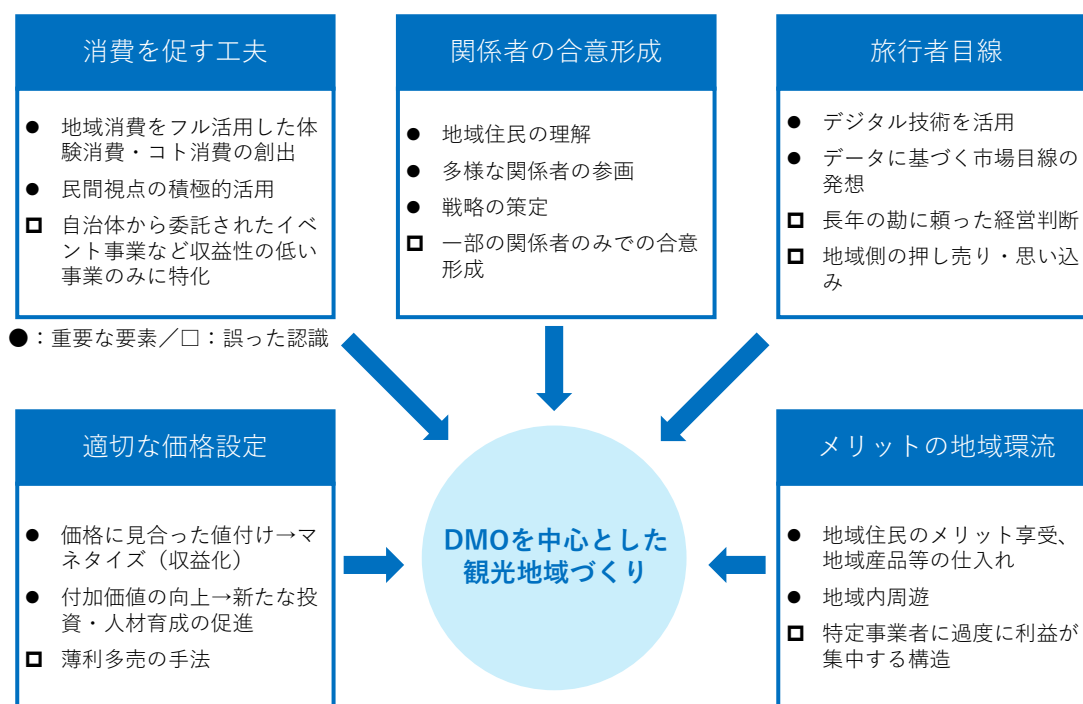 消費を促す工夫
● 地域消費をフル活用した体
験消費・コト消費の創出
● 民間視点の積極的活用
□ 自治体から委託されたイベ
ント事業など収益性の低い
事業のみに特化
関係者の合意形成
● 地域住民の理解
● 多様な関係者の参画
● 戦略の策定
□ 一部の関係者のみでの合意
形成
旅行者目線
● デジタル技術を活用
● データに基づく市場目線の
発想
□ 長年の勘に頼った経営判断
□ 地域側の押し売り・思い込
み
●：重要な要素／□：誤った認識
適切な価格設定
● 価格に見合った値付け→マ
ネタイズ（収益化）
● 付加価値の向上→新たな投
資・人材育成の促進
□ 薄利多売の手法
DMOを中心とした
観光地域づくり
メリットの地域環流
● 地域住民のメリット享受、
地域産品等の仕入れ
● 地域内周遊
□ 特定事業者に過度に利益が
集中する構造